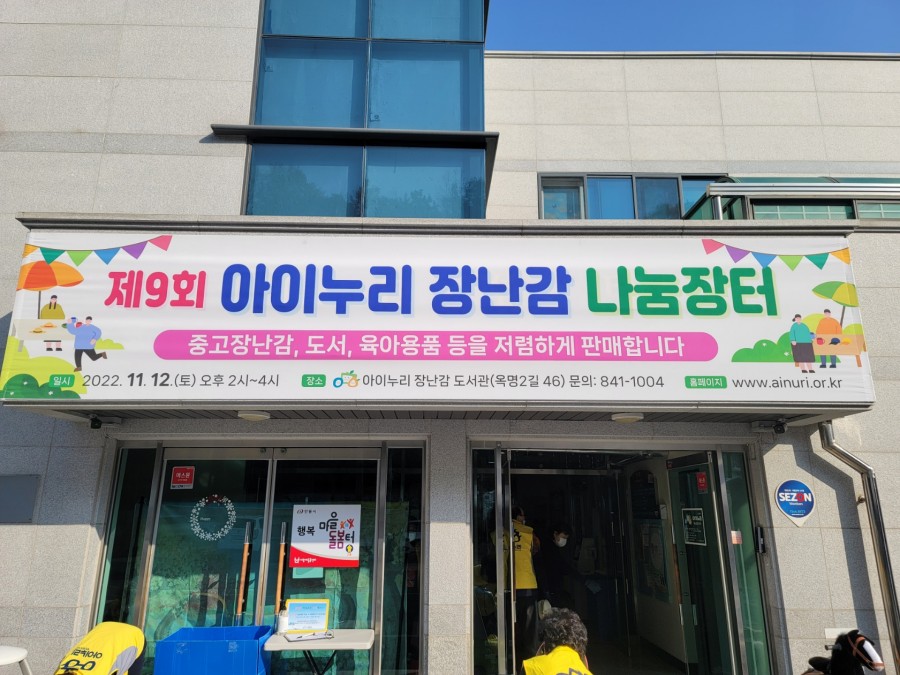 제9회 아이누리 장난감 나눔장터
중고장난감, 도서, 육아용품 등을 저렴하게 판매합니다
일시 2022. 11. 12.(토) 오후 2시~4시 장소 아이누리 장난감 도서관(옥명2길 46) 문의: 841-1004 홈페이지 www.ainuri.or.kr
행복 마을
돌봄터
SEZON